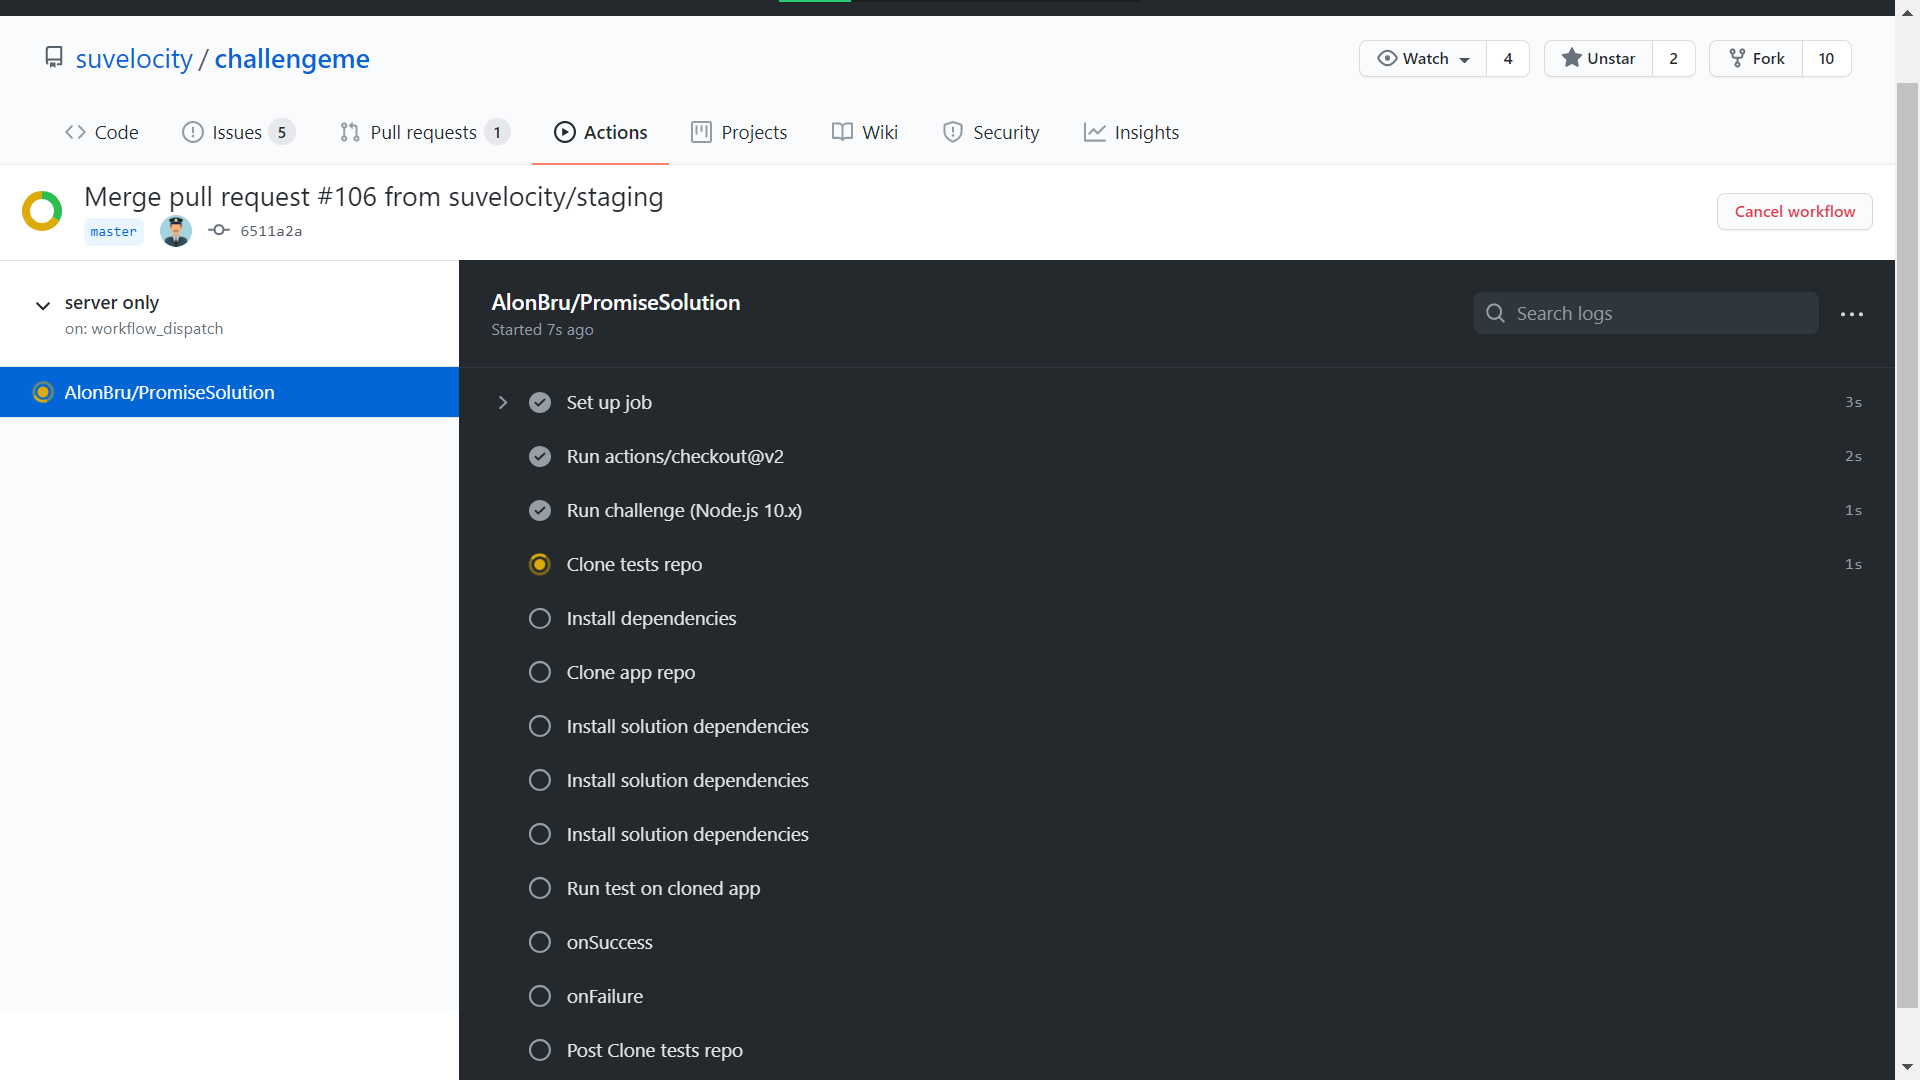 suvelocity / challengeme
Watch 4 Unstar 2 Fork 10
Code Issues 5 Pull requests 1 Actions Projects Wiki Security Insights
Merge pull request #106 from suvelocity/staging
master 6511a2a
Cancel workflow
server only
on: workflow_dispatch
AlonBru/PromiseSolution
AlonBru/PromiseSolution
Started 7s ago
Search logs
Set up job 3s
Run actions/checkout@v2 2s
Run challenge (Node.js 10.x) 1s
Clone tests repo 1s
Install dependencies
Clone app repo
Install solution dependencies
Install solution dependencies
Install solution dependencies
Run test on cloned app
onSuccess
onFailure
Post Clone tests repo